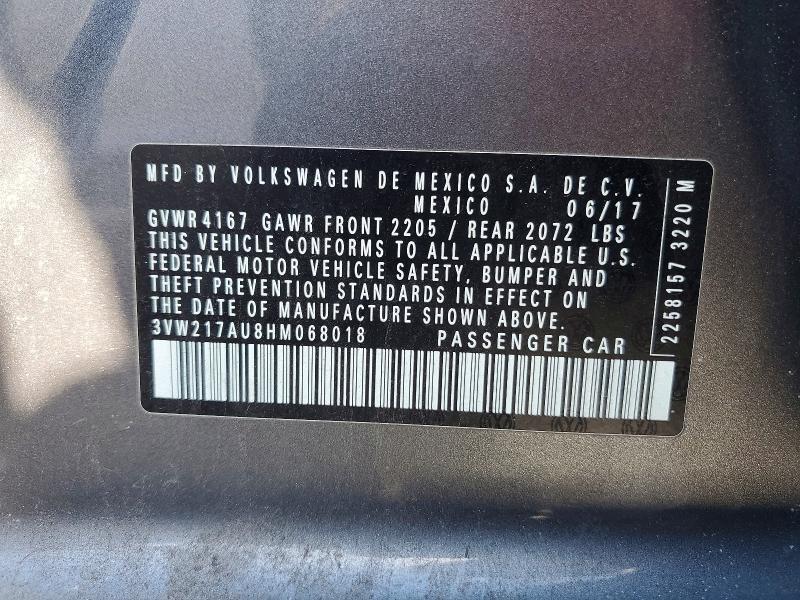 MFD BY VOLKSWAGEN DE MEXICO S.A. DE C.V.
MEXICO 06/17
GVWR 4167 GAWR FRONT 2205 / REAR 2072 LBS
THIS VEHICLE CONFORMS TO ALL APPLICABLE U.S.
FEDERAL MOTOR VEHICLE SAFETY, BUMPER AND
THEFT PREVENTION STANDARDS IN EFFECT ON
THE DATE OF MANUFACTURE SHOWN ABOVE.
3VW217AU8HM068018 PASSENGER CAR
2258157 3220 M